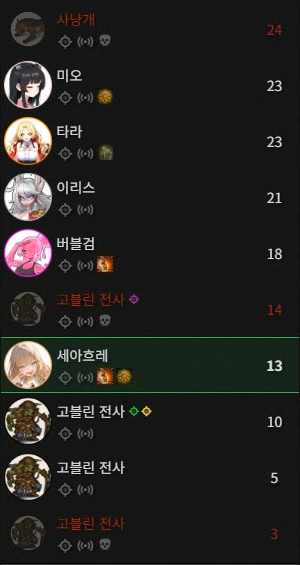 사냥개 24
미오 23
타라 23
이리스 21
버블검 18
고블린 전사 14
세아흐레 13
고블린 전사 10
고블린 전사 5
고블린 전사 3